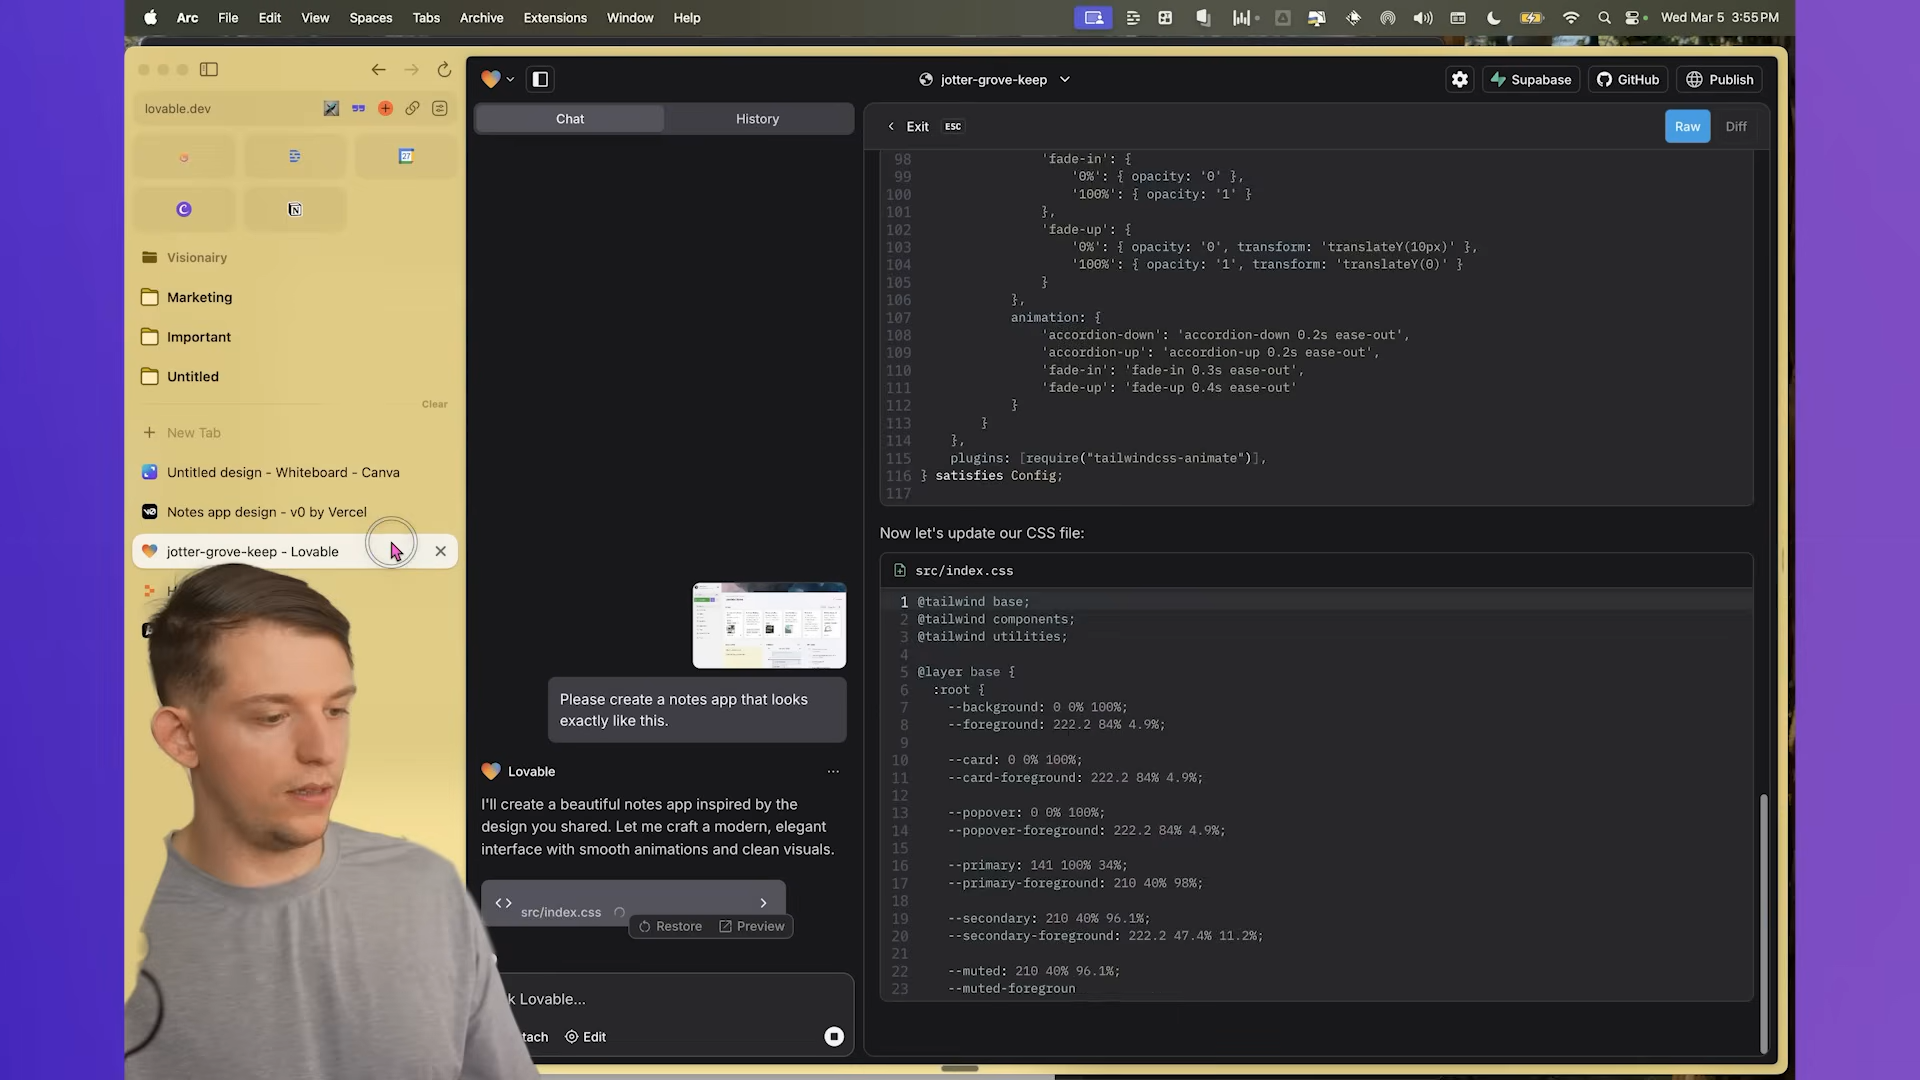 Arc File Edit View Spaces Tabs Archive Extensions Window Help
Wed Mar 5 3:55 PM
lovable.dev
27
Visionairy
Marketing
Important
Untitled
Clear
New Tab
Untitled design - Whiteboard - Canva
Notes app design - v0 by Vercel
jotter-grove-keep - Lovable
jotter-grove-keep
Supabase
GitHub
Publish
Chat
History
Please create a notes app that looks
exactly like this.
Lovable
I'll create a beautiful notes app inspired by the
design you shared. Let me craft a modern, elegant
interface with smooth animations and clean visuals.
src/index.css
Restore
Preview
Lovable...
Edit
Exit ESC
Raw
Diff
98 'fade-in': {
99 '0%': { opacity: '0' },
100 '100%': { opacity: '1' }
101 },
102 'fade-up': {
103 '0%': { opacity: '0', transform: 'translateY(10px)' },
104 '100%': { opacity: '1', transform: 'translateY(0)' }
105 }
106 },
107 animation: {
108 'accordion-down': 'accordion-down 0.2s ease-out',
109 'accordion-up': 'accordion-up 0.2s ease-out',
110 'fade-in': 'fade-in 0.3s ease-out',
111 'fade-up': 'fade-up 0.4s ease-out'
112 }
113 }
114 },
115 plugins: [require("tailwindcss-animate")],
116 } satisfies Config;
117
Now let's update our CSS file:
src/index.css
1 @tailwind base;
2 @tailwind components;
3 @tailwind utilities;
4
5 @layer base {
6 :root {
7 --background: 0 0% 100%;
8 --foreground: 222.2 84% 4.9%;
9
10 --card: 0 0% 100%;
11 --card-foreground: 222.2 84% 4.9%;
12
13 --popover: 0 0% 100%;
14 --popover-foreground: 222.2 84% 4.9%;
15
16 --primary: 141 100% 34%;
17 --primary-foreground: 210 40% 98%;
18
19 --secondary: 210 40% 96.1%;
20 --secondary-foreground: 222.2 47.4% 11.2%;
21
22 --muted: 210 40% 96.1%;
23 --muted-foregroun